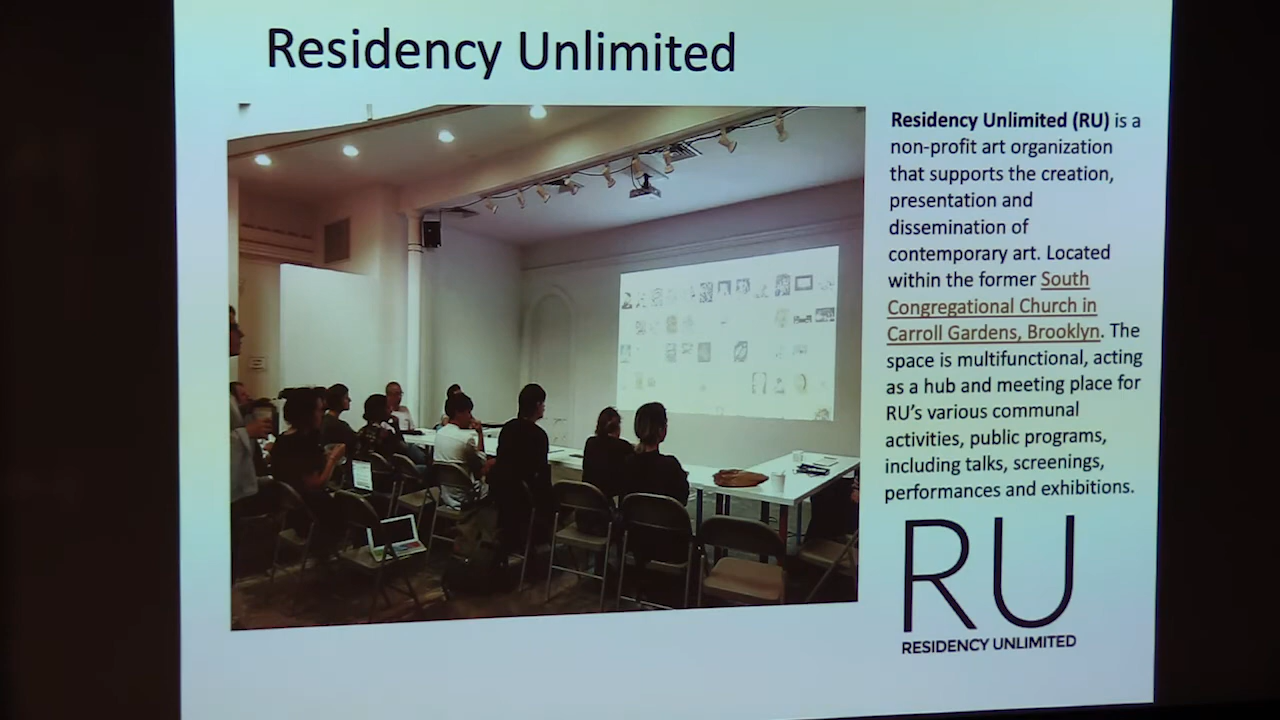 Residency Unlimited
Residency Unlimited (RU) is a
non-profit art organization
that supports the creation,
presentation and
dissemination of
contemporary art. Located
within the former South
Congregational Church in
Carroll Gardens, Brooklyn. The
space is multifunctional, acting
as a hub and meeting place for
RU’s various communal
activities, public programs,
including talks, screenings,
performances and exhibitions.
RU
RESIDENCY UNLIMITED